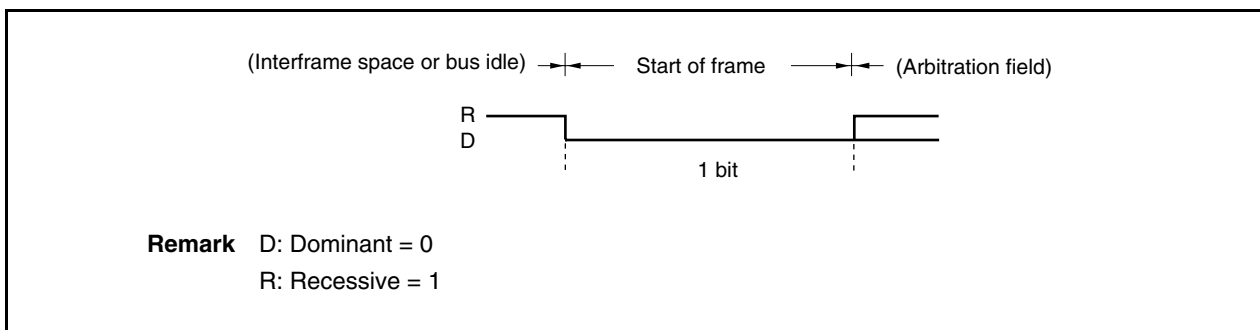 (Interframe space or bus idle) Start of frame (Arbitration field)
R
D
1 bit
Remark D: Dominant = 0
R: Recessive = 1